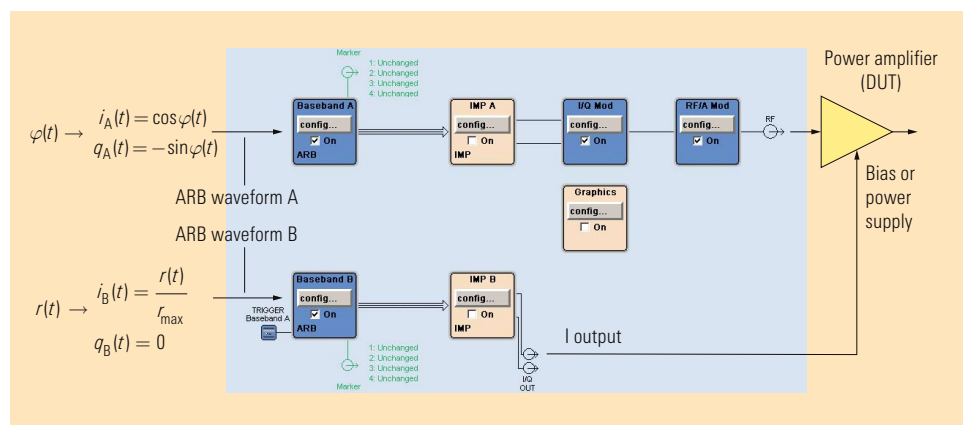 Marker
1: Unchanged
2: Unchanged
3: Unchanged
4: Unchanged
Power amplifier
(DUT)
φ(t) → i_A(t) = cos φ(t)
q_A(t) = −sin φ(t)
Baseband A
config...
On
ARB
IMP A
config...
On
IMP
I/Q Mod
config...
On
RF/A Mod
config...
On
RF
Bias or
power
supply
ARB waveform A
ARB waveform B
Graphics
config...
On
r(t) → i_B(t) = r(t) / r_max
q_B(t) = 0
TRIGGER
Baseband A
Baseband B
config...
On
ARB
IMP B
config...
On
IMP
I output
I/Q
OUT
1: Unchanged
2: Unchanged
3: Unchanged
4: Unchanged
Marker